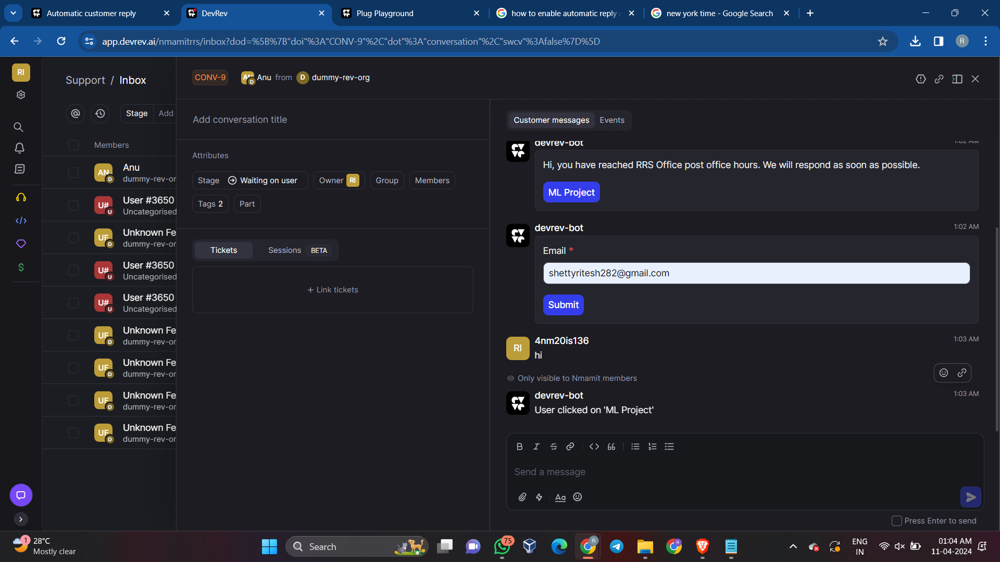 Automatic customer reply
DevRev
Plug Playground
how to enable automatic reply
new york time - Google Search
app.devrev.ai/nmamitrrs/inbox?dod=%5B%7B"doi"%3A"CONV-9"%2C"dot"%3A"conversation"%2C"swcv"%3Afalse%7D%5D
R
RI
Support / Inbox
Stage Add
Members
AN D Anu
dummy-rev-or
U# U User #3650
Uncategorised
UF D Unknown Fe
dummy-rev-or
U# U User #3650
Uncategorised
U# U User #3650
Uncategorised
UF D Unknown Fe
dummy-rev-or
UF D Unknown Fe
dummy-rev-or
UF D Unknown Fe
dummy-rev-or
UF D Unknown Fe
dummy-rev-or
CONV-9 AN D Anu from D dummy-rev-org
Add conversation title
Attributes
Stage Waiting on user Owner RI Group Members
Tags 2 Part
Tickets Sessions BETA
+ Link tickets
Customer messages Events
devrev-bot 1:02 AM
Hi, you have reached RRS Office post office hours. We will respond as soon as possible.
ML Project
devrev-bot 1:02 AM
Email *
shettyritesh282@gmail.com
Submit
RI 4nm20is136 1:03 AM
hi
Only visible to Nmamit members
devrev-bot 1:03 AM
User clicked on 'ML Project'
Send a message
Aa
Press Enter to send
1 28°C
Mostly clear
Search
75
R
R
ENG
IN
01:04 AM
11-04-2024